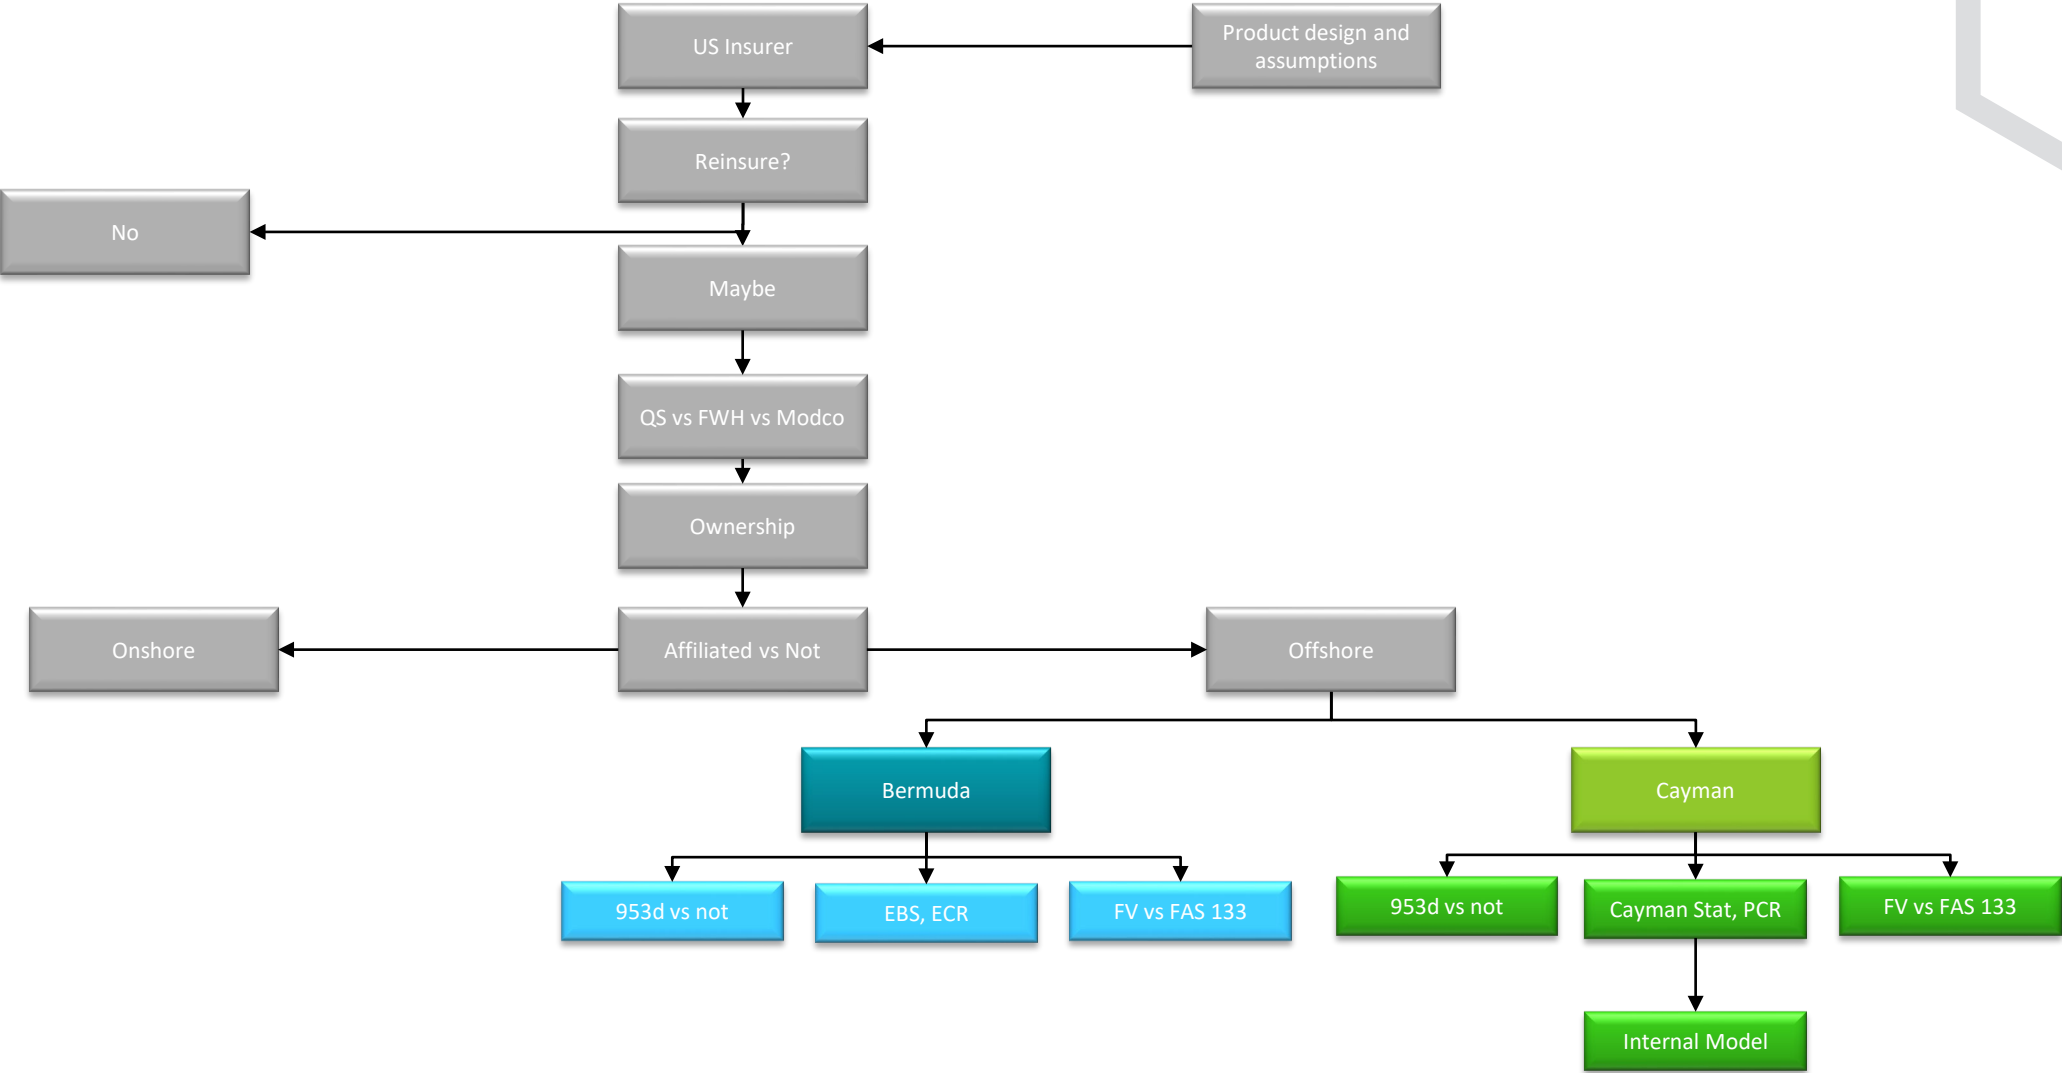 US Insurer
Product design and
assumptions
Reinsure?
No
Maybe
QS vs FWH vs Modco
Ownership
Onshore
Affiliated vs Not
Offshore
Bermuda
Cayman
953d vs not
EBS, ECR
FV vs FAS 133
953d vs not
Cayman Stat, PCR
FV vs FAS 133
Internal Model